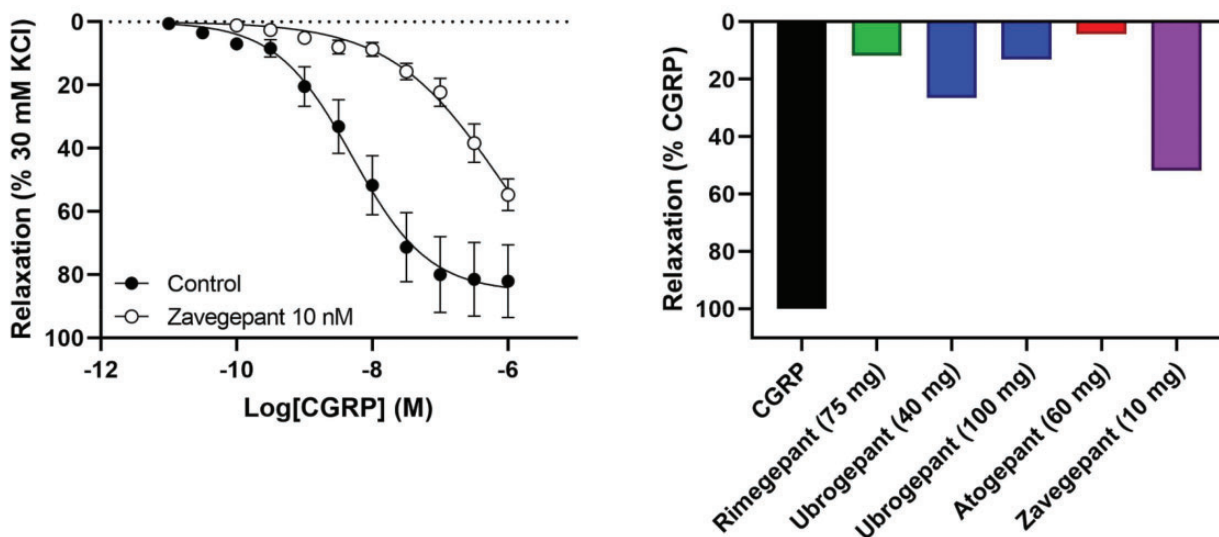 Relaxation (% 30 mM KCl)
0
20
40
60
80
100
Control
Zavegepant 10 nM
-12
-10
-8
-6
Log[CGRP] (M)
Relaxation (% CGRP)
0
20
40
60
80
100
CGRP
Rimegepant (75 mg)
Ubrogepant (40 mg)
Ubrogepant (100 mg)
Atogepant (60 mg)
Zavegepant (10 mg)